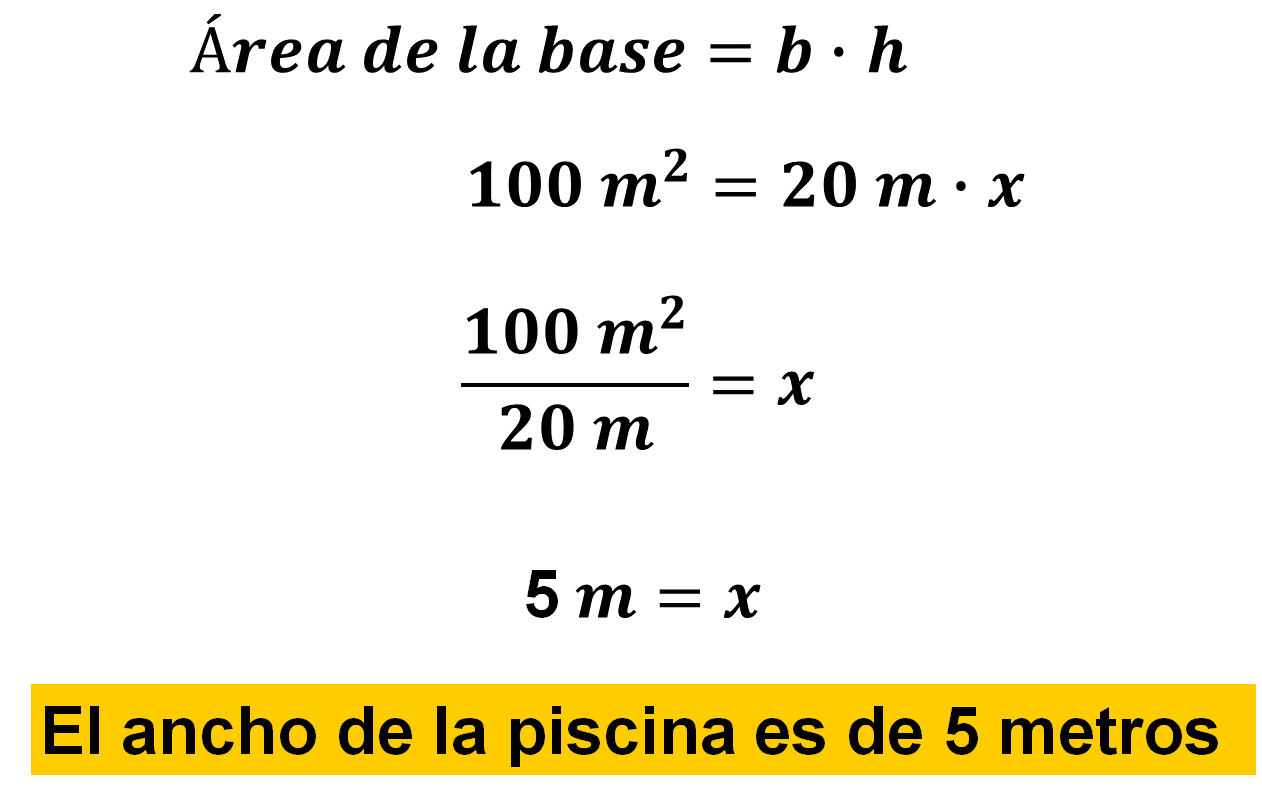 Área de la base = b · h
100 m² = 20 m · x
100 m²
20 m
= x
5 m = x
El ancho de la piscina es de 5 metros